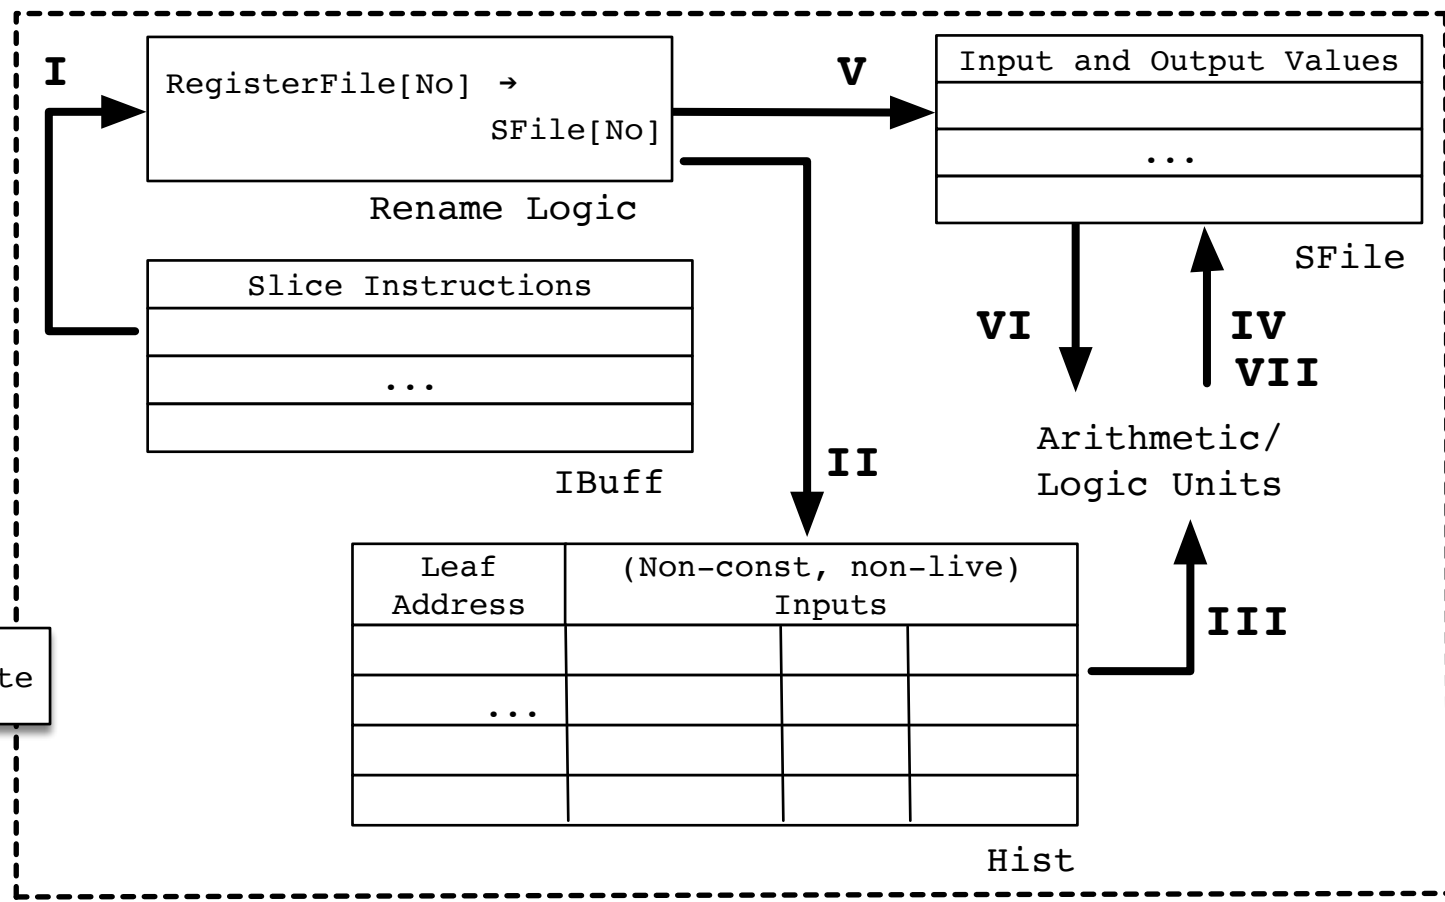 I
RegisterFile[No] →
SFile[No]
Rename Logic
V
Input and Output Values
...
SFile
Slice Instructions
...
IBuff
VI
IV
VII
Arithmetic/
Logic Units
II
Leaf
Address
(Non-const, non-live)
Inputs
...
III
te
Hist